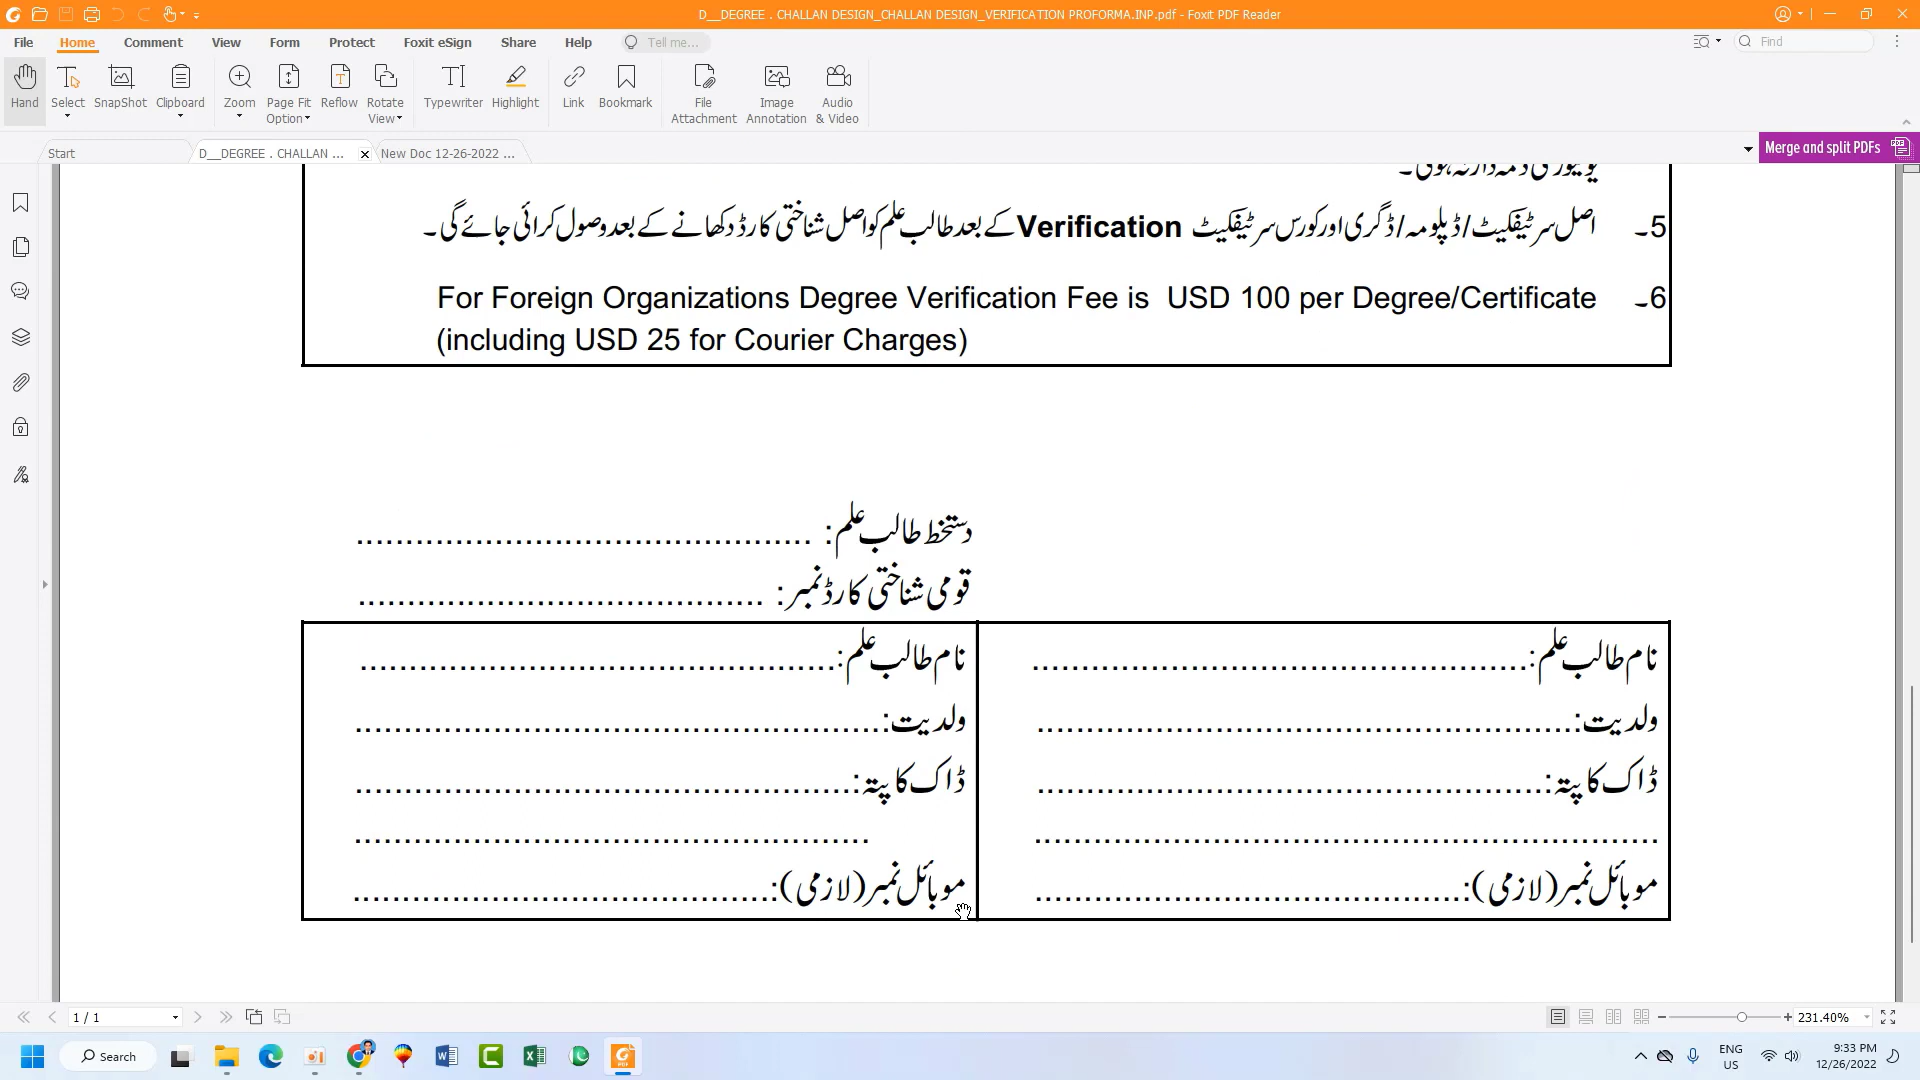 D__DEGREE . CHALLAN DESIGN_CHALLAN DESIGN_VERIFICATION PROFORMA.INP.pdf - Foxit PDF Reader
File Home Comment View Form Protect Foxit eSign Share Help Tell me... Find
Hand Select SnapShot Clipboard Zoom Page Fit Option Reflow Rotate View Typewriter Highlight Link Bookmark File Attachment Image Annotation Audio & Video
Start D__DEGREE . CHALLAN ... New Doc 12-26-2022 ... Merge and split PDFs
5۔ اصل سرٹیفکیٹ/ڈپلومہ/ڈگری اور کورس سرٹیفکیٹ Verification کے بعد طالب علم کو اصل شناختی کارڈ دکھانے کے بعد وصول کرائی جائے گی۔
6۔ For Foreign Organizations Degree Verification Fee is USD 100 per Degree/Certificate
(including USD 25 for Courier Charges)
دستخط طالب علم: ............................................
قومی شناختی کارڈ نمبر: ........................................
نام طالب علم:................................................
ولدیت:.....................................................
ڈاک کا پتہ:..................................................
..............................................................
موبائل نمبر(لازمی):...........................................
نام طالب علم:...............................................
ولدیت:.....................................................
ڈاک کا پتہ:..................................................
...................................................
موبائل نمبر(لازمی):..........................................
1 / 1 231.40%
Search ENG US 9:33 PM 12/26/2022